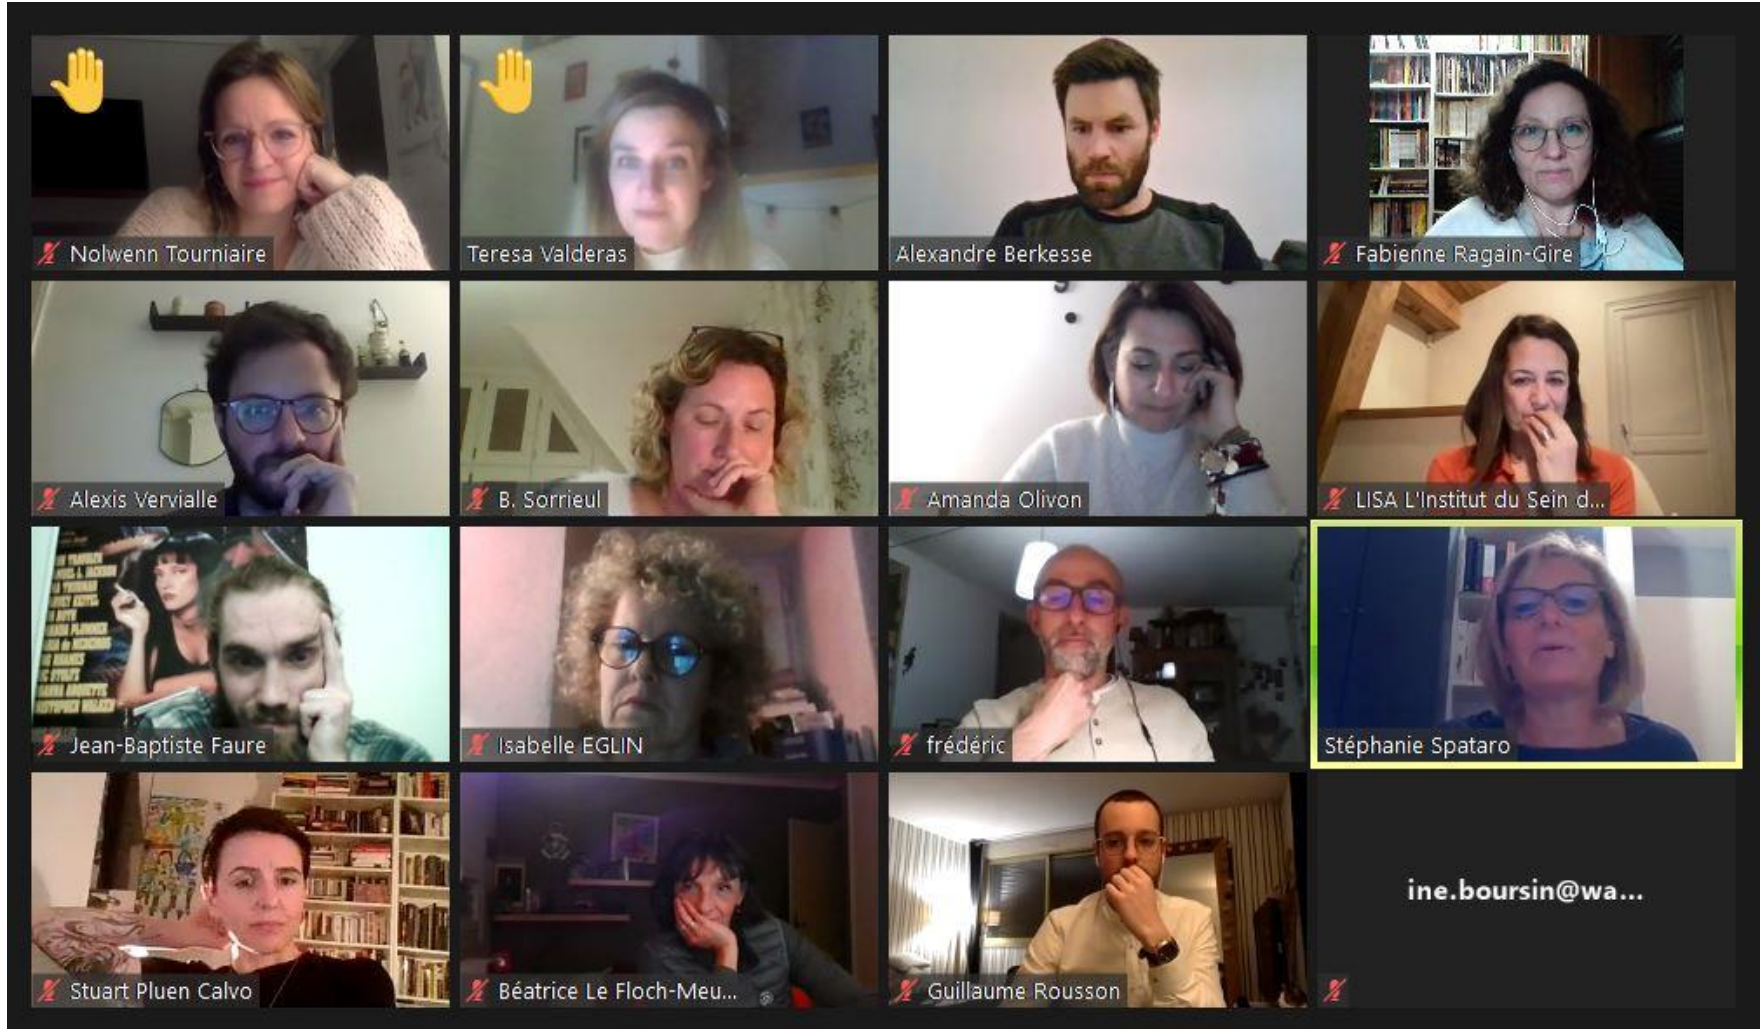 Nolwenn Tourniaire
Teresa Valderas
Alexandre Berkesse
Fabienne Ragain-Gire
Alexis Vervialle
B. Sorrieul
Amanda Olivon
LISA L'Institut du Sein d...
Jean-Baptiste Faure
Isabelle EGLIN
frédéric
Stéphanie Spataro
Stuart Pluen Calvo
Béatrice Le Floch-Meu...
Guillaume Rousson
ine.boursin@wa...